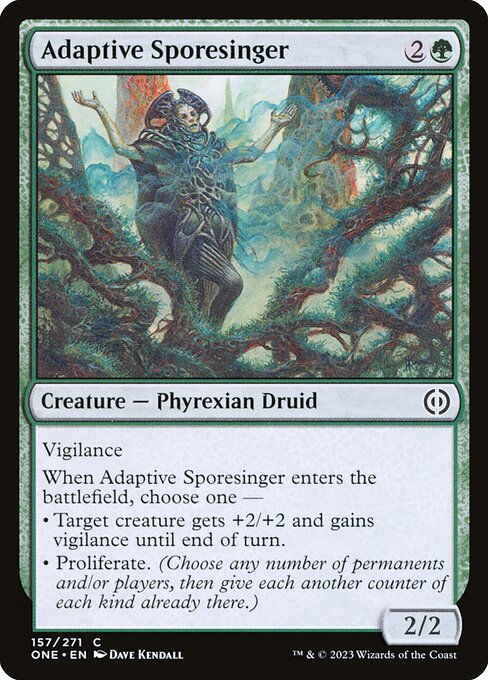 Adaptive Sporesinger 2
Creature — Phyrexian Druid
Vigilance
When Adaptive Sporesinger enters the
battlefield, choose one —
• Target creature gets +2/+2 and gains
vigilance until end of turn.
• Proliferate. (Choose any number of permanents
and/or players, then give each another counter of
each kind already there.)
2/2
157/271 C
ONE • EN Dave Kendall
™ & © 2023 Wizards of the Coast